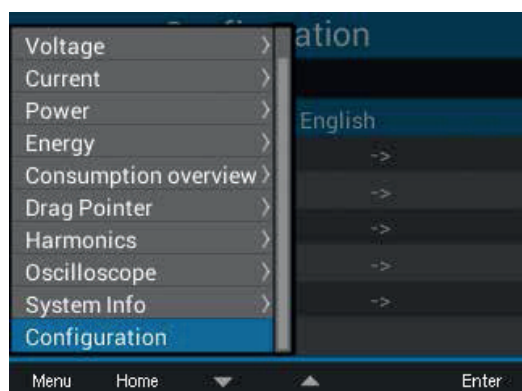 ation
Voltage
Current
Power
English
Energy
->
Consumption overview
->
Drag Pointer
->
Harmonics
->
Oscilloscope
->
System Info
Configuration
Menu Home Enter